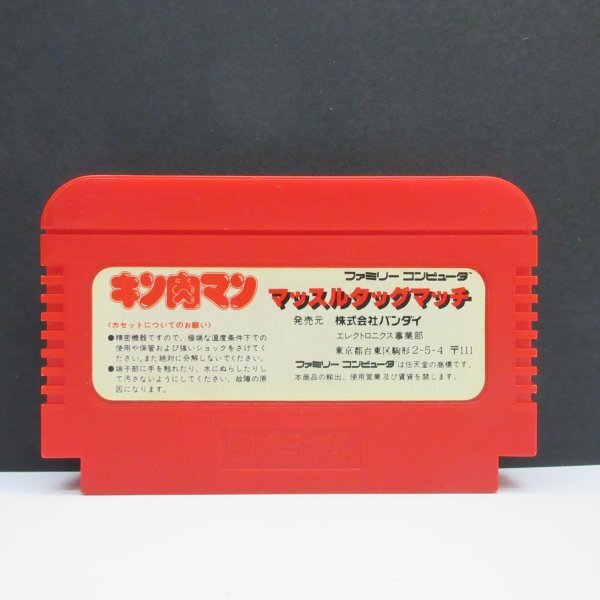 ファミリー コンピュータ™
キン肉マン マッスルタッグマッチ
発売元 株式会社バンダイ
エレクトロニクス事業部
東京都台東区駒形2-5-4 〒111
ファミリー コンピュータ™は任天堂の商標です。
本商品の輸出、使用営業及び賃貸を禁じます。
〈カセットについてのお願い〉
●精密機器ですので、極端な温度条件下での
使用や保管および強いショックをさけてく
ださい。また絶対に分解しないでください。
●端子部に手を触れたり、水にぬらしたりし
て汚さないようにしてください。故障の原
因になります。